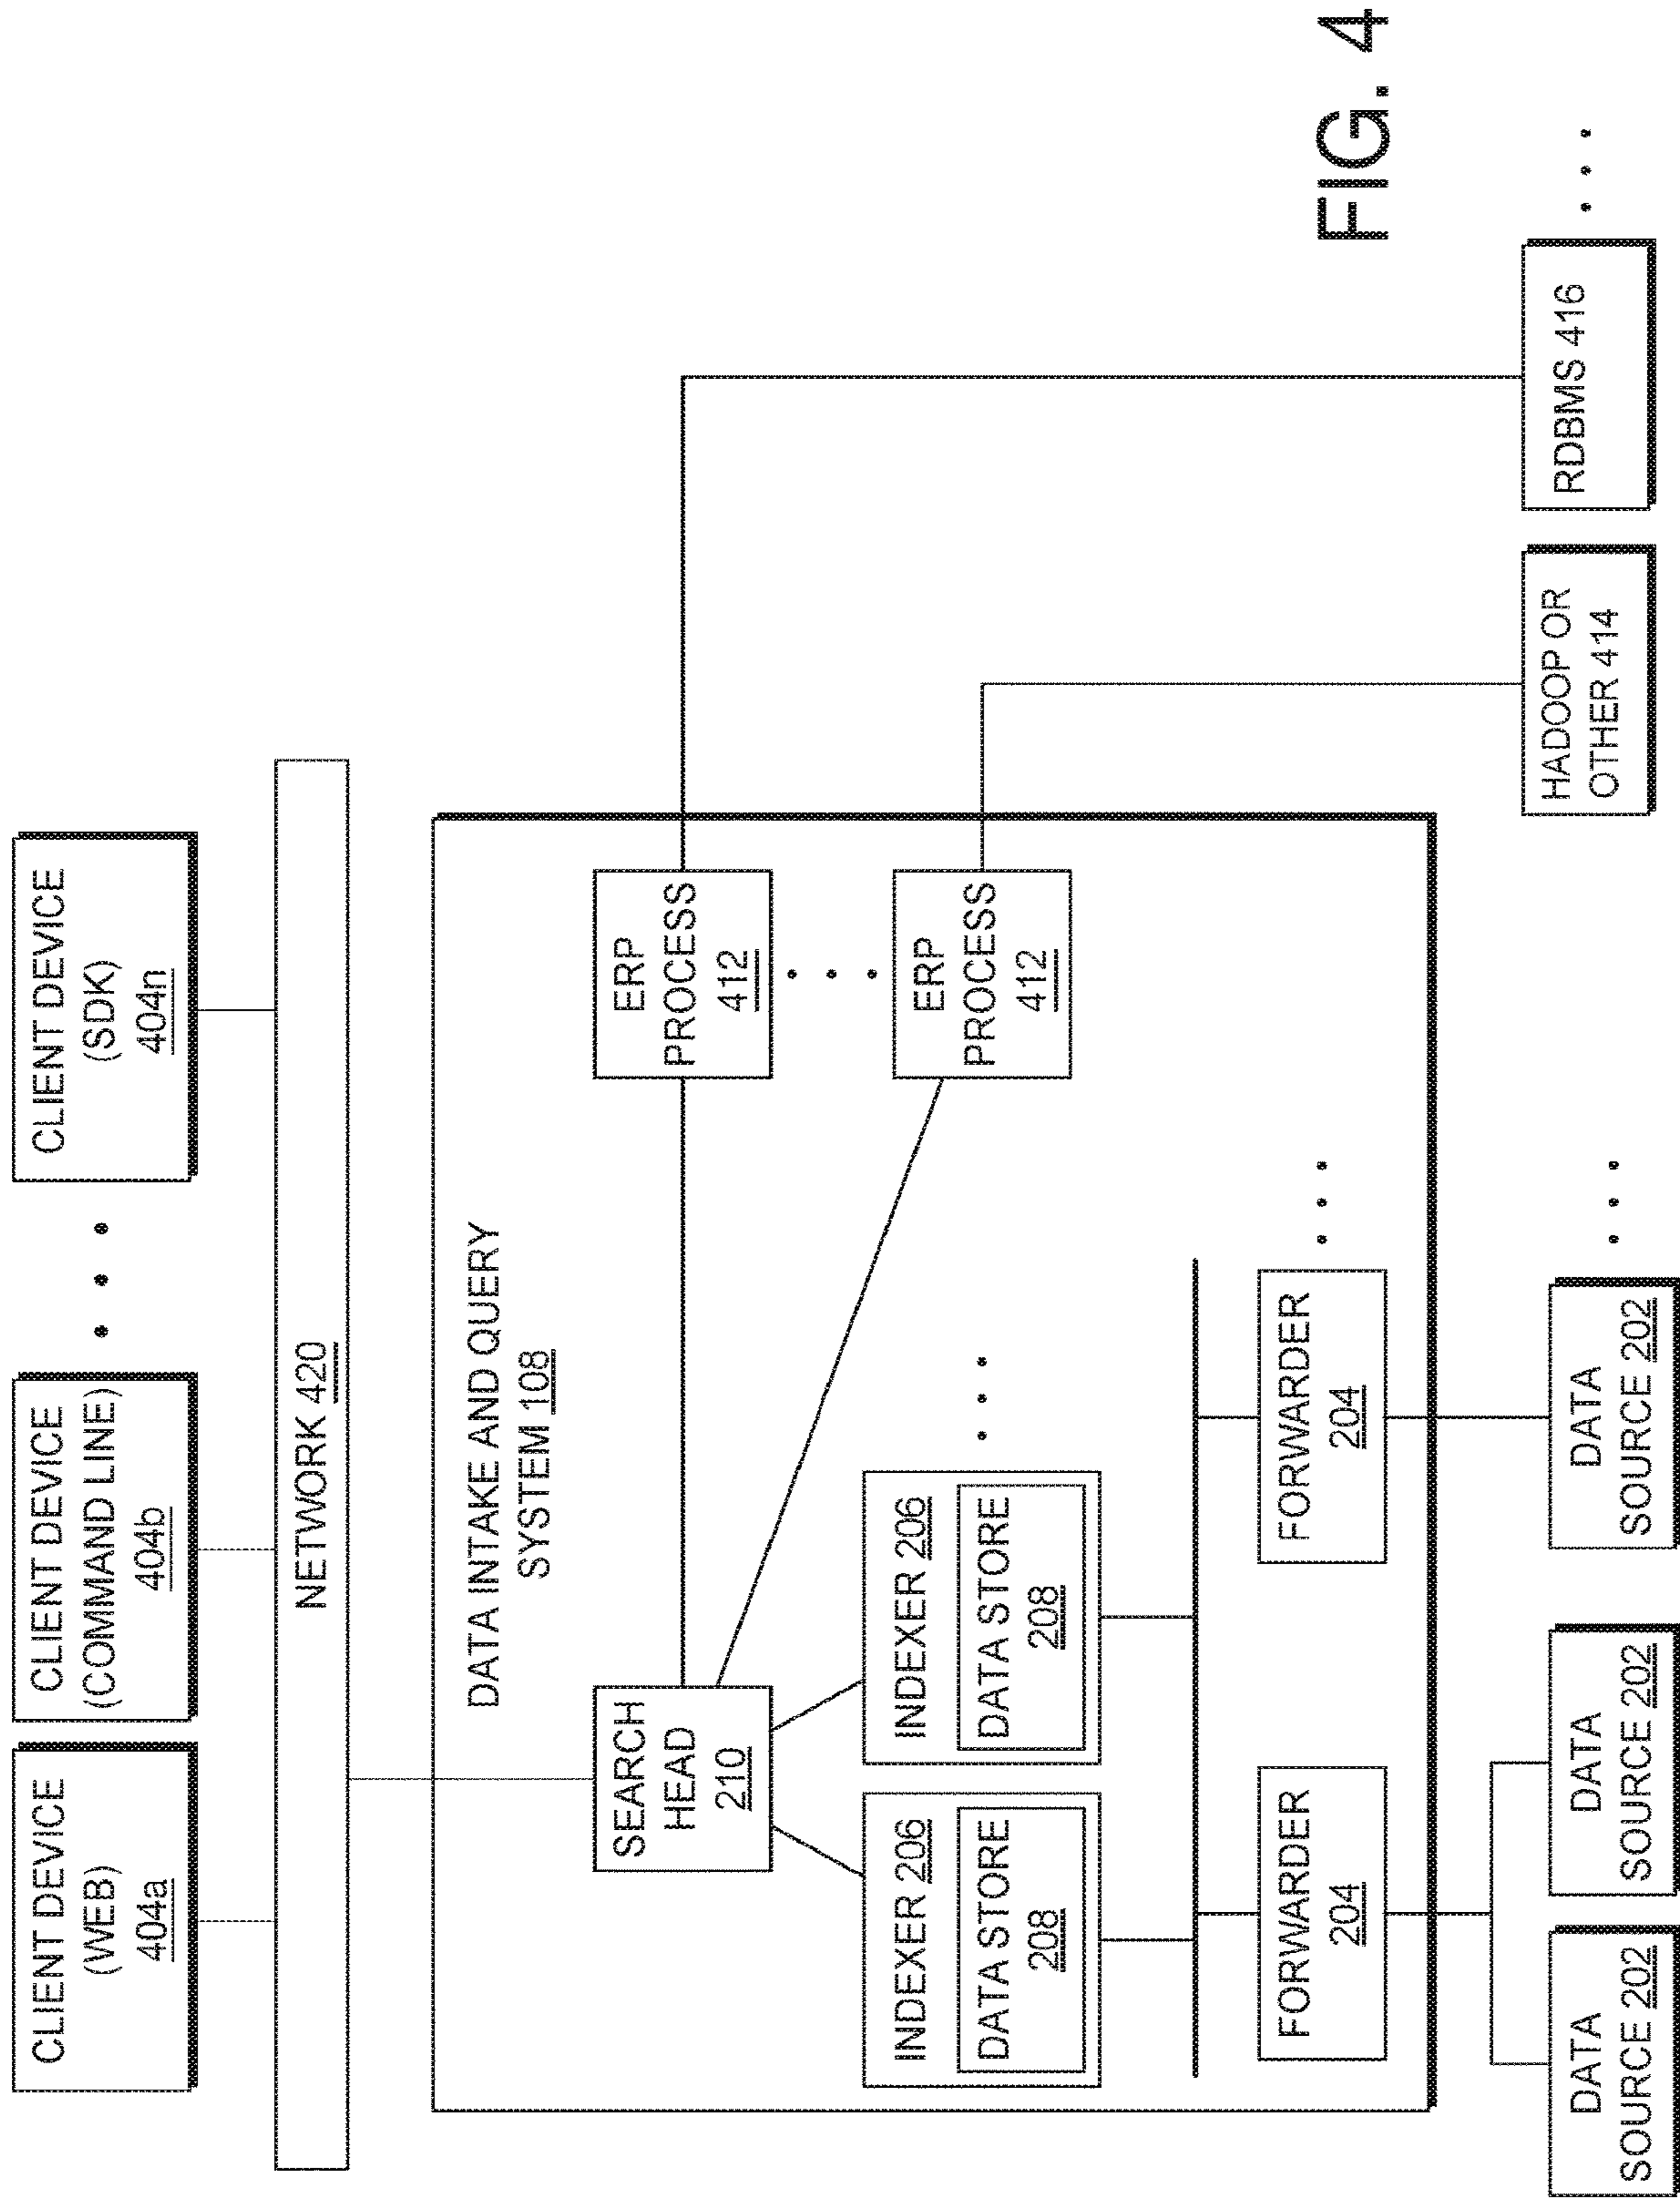 CLIENT DEVICE
(WEB)
404a
CLIENT DEVICE
(COMMAND LINE)
404b
CLIENT DEVICE
(SDK)
404n
NETWORK 420
DATA INTAKE AND QUERY
SYSTEM 108
SEARCH
HEAD
210
ERP
PROCESS
412
ERP
PROCESS
412
INDEXER 206
DATA STORE
208
INDEXER 206
DATA STORE
208
FORWARDER
204
FORWARDER
204
DATA
SOURCE 202
DATA
SOURCE 202
DATA
SOURCE 202
HADOOP OR
OTHER 414
RDBMS 416
FIG. 4